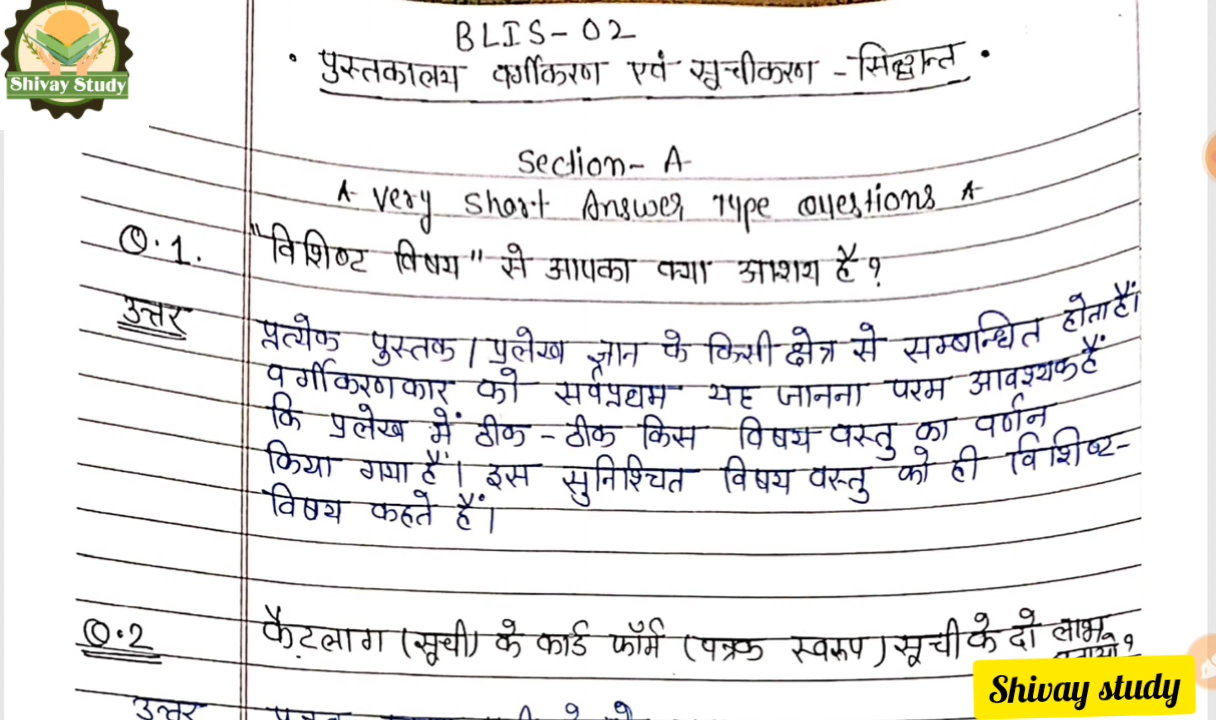 Shivay Study
BLIS-02
• पुस्तकालय वर्गीकरण एवं सूचीकरण - सिद्धान्त •
Section- A
A very short Answer Type Questions A
Q.1. "विशिष्ट विषय" से आपका क्या आशय है ?
उत्तर प्रत्येक पुस्तक / प्रलेख ज्ञान के किसी क्षेत्र से सम्बन्धित होता हैं।
वर्गीकरणकार को सर्वप्रथम यह जानना परम आवश्यक हैं
कि प्रलेख में ठीक - ठीक किस विषय वस्तु का वर्णन
किया गया हैं। इस सुनिश्चित विषय वस्तु को ही विशिष्ट-
विषय कहते हैं।
Q.2 कैटलाग (सूची) के कार्ड फॉर्म (पत्रक स्वरूप) सूची के दो लाभ
Shivay study
उत्तर